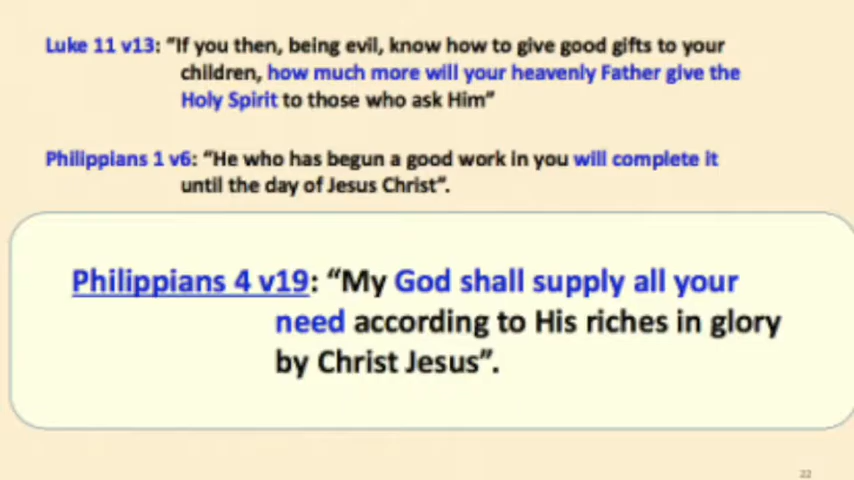 Luke 11 v13: "If you then, being evil, know how to give good gifts to your
children, how much more will your heavenly Father give the
Holy Spirit to those who ask Him"
Philippians 1 v6: "He who has begun a good work in you will complete it
until the day of Jesus Christ".
Philippians 4 v19: "My God shall supply all your
need according to His riches in glory
by Christ Jesus".
22